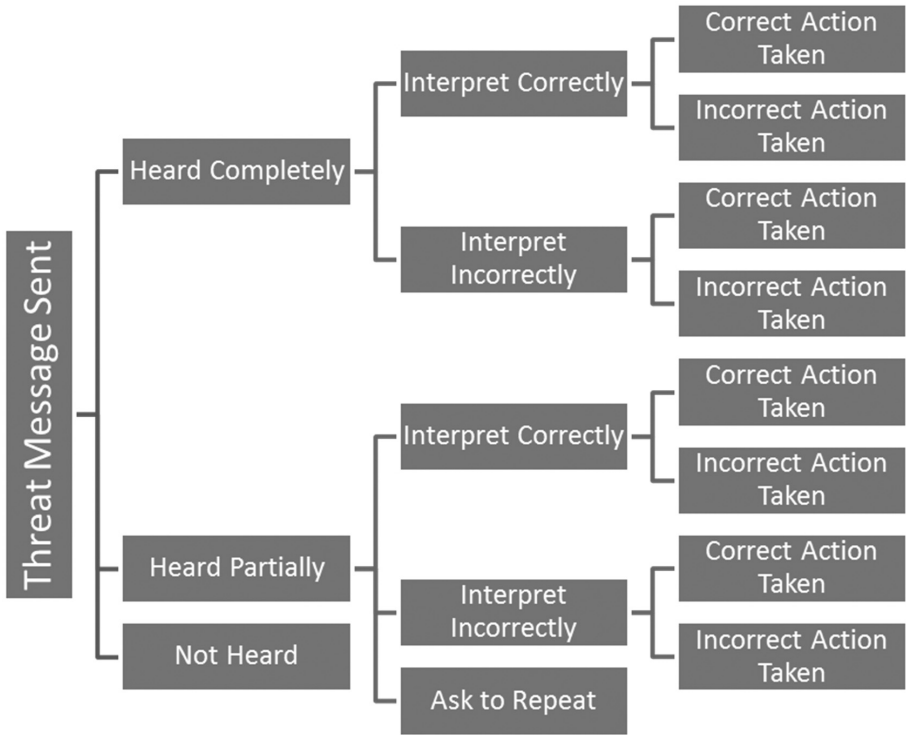 Threat Message Sent
Heard Completely
Interpret Correctly
Correct Action
Taken
Incorrect Action
Taken
Interpret
Incorrectly
Correct Action
Taken
Incorrect Action
Taken
Heard Partially
Interpret Correctly
Correct Action
Taken
Incorrect Action
Taken
Interpret
Incorrectly
Correct Action
Taken
Incorrect Action
Taken
Ask to Repeat
Not Heard